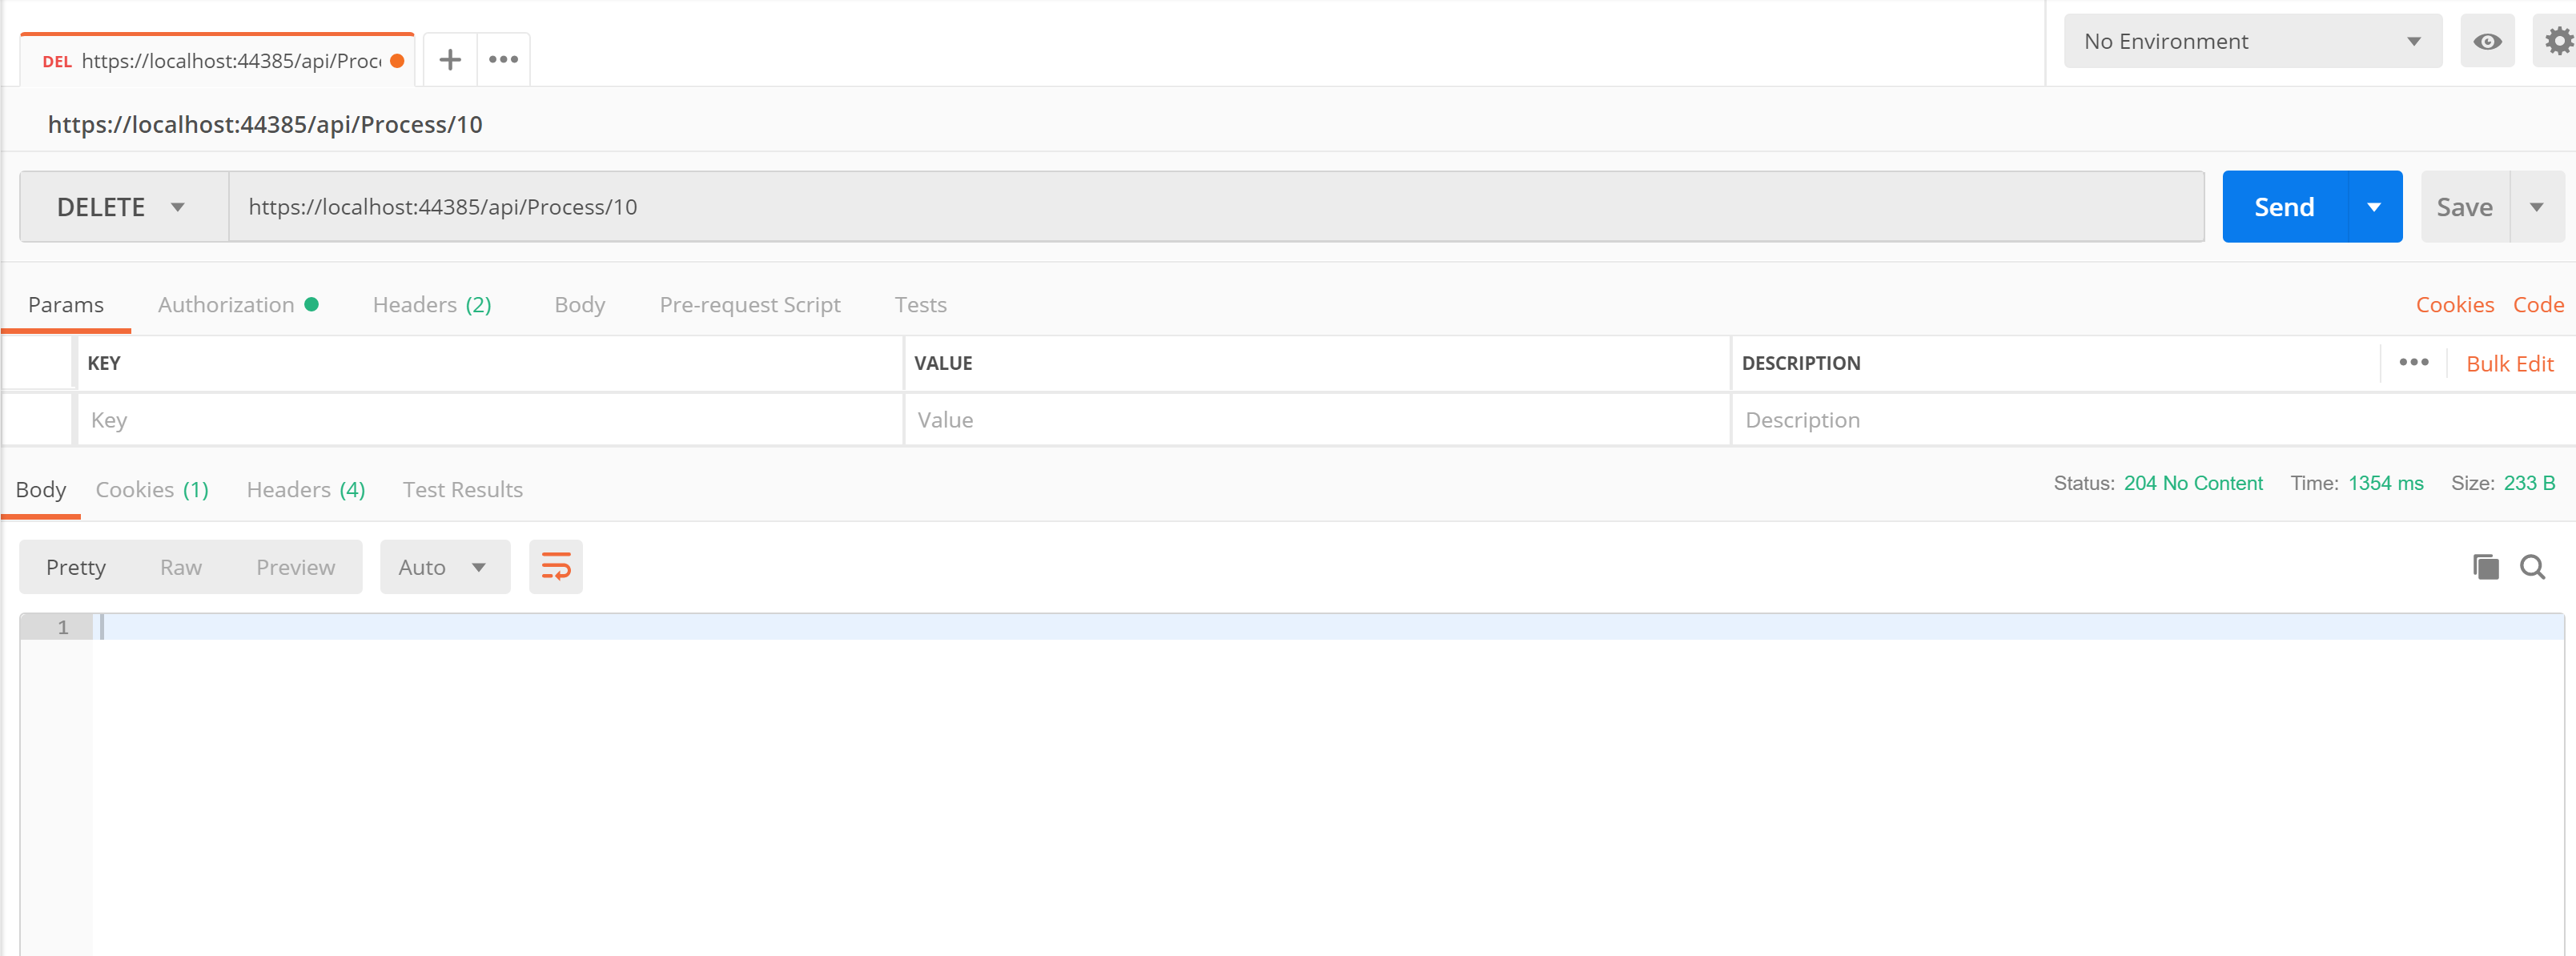 DEL https://localhost:44385/api/Proc
No Environment
https://localhost:44385/api/Process/10
DELETE https://localhost:44385/api/Process/10 Send Save
Params Authorization Headers (2) Body Pre-request Script Tests Cookies Code
KEY VALUE DESCRIPTION Bulk Edit
Key Value Description
Body Cookies (1) Headers (4) Test Results Status: 204 No Content Time: 1354 ms Size: 233 B
Pretty Raw Preview Auto
1